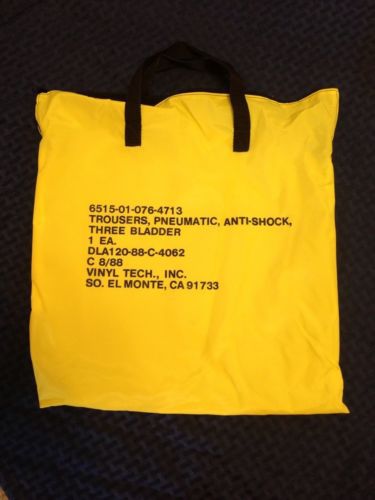 6515-01-076-4713
TROUSERS, PNEUMATIC, ANTI-SHOCK,
THREE BLADDER
1 EA.
DLA120-88-C-4062
C 8/88
VINYL TECH., INC.
SO. EL MONTE, CA 91733